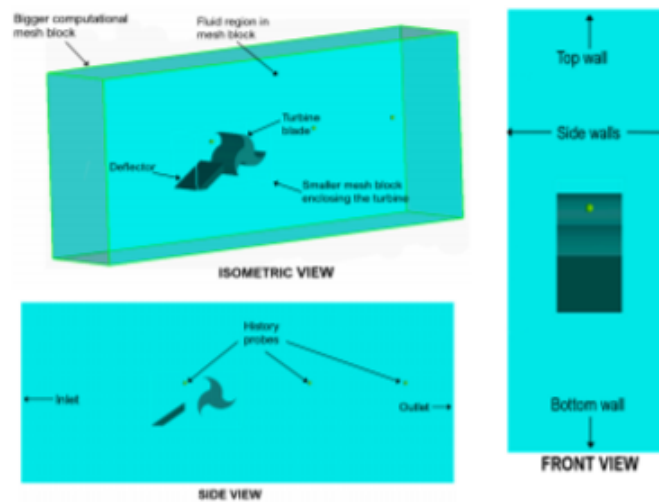 Bigger computational
mesh block
Fluid region in
mesh block
Turbine
blade
Deflector
Smaller mesh block
enclosing the turbine
ISOMETRIC VIEW
Top wall
Side walls
Bottom wall
FRONT VIEW
History
probes
Inlet
Outlet
SIDE VIEW